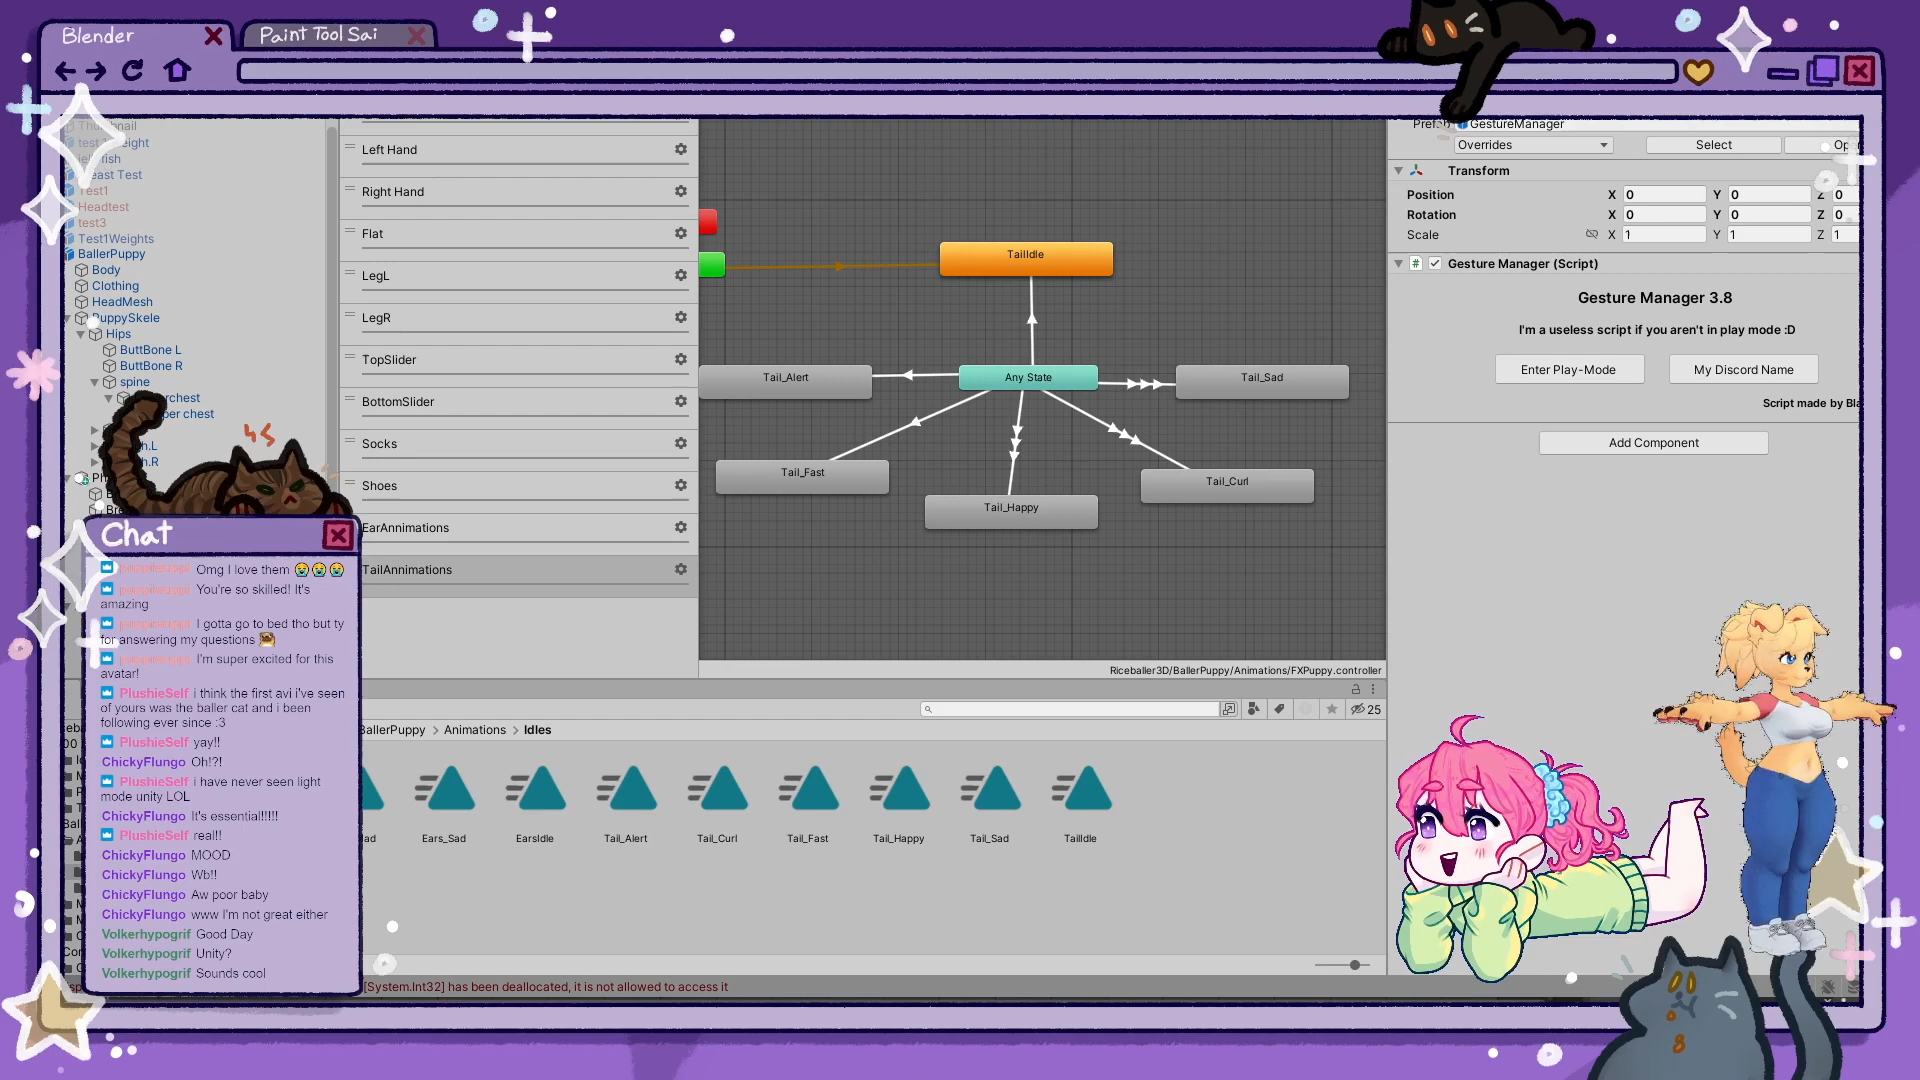 Blender
Paint Tool Sai
Thumbnail
Test1
Headtest
test3
Test1Weights
BallerPuppy
Body
Clothing
HeadMesh
PuppySkele
Hips
ButtBone L
ButtBone R
spine
Left Hand
Right Hand
Flat
LegL
LegR
TopSlider
BottomSlider
Socks
Shoes
EarAnnimations
TailAnnimations
TailIdle
Any State
Tail_Alert
Tail_Sad
Tail_Fast
Tail_Curl
Tail_Happy
Riceballer3D/BallerPuppy/Animations/FXPuppy.controller
GestureManager
Overrides
Select
Transform
Position X 0 Y 0 Z 0
Rotation X 0 Y 0 Z 0
Scale X 1 Y 1 Z 1
Gesture Manager (Script)
Gesture Manager 3.8
I'm a useless script if you aren't in play mode :D
Enter Play-Mode
My Discord Name
Script made by Bla
Add Component
Chat
Omg I love them 😭😭😭
You're so skilled! It's
amazing
I gotta go to bed tho but ty
for answering my questions
I'm super excited for this
avatar!
PlushieSelf i think the first avi i've seen
of yours was the baller cat and i been
following ever since :3
PlushieSelf yay!!
ChickyFlungo Oh!?!
PlushieSelf i have never seen light
mode unity LOL
ChickyFlungo It's essential!!!!!
PlushieSelf real!!
ChickyFlungo MOOD
ChickyFlungo Wb!!
ChickyFlungo Aw poor baby
ChickyFlungo www I'm not great either
Volkerhypogrif Good Day
Volkerhypogrif Unity?
Volkerhypogrif Sounds cool
25
BallerPuppy > Animations > Idles
Ears_Sad
EarsIdle
Tail_Alert
Tail_Curl
Tail_Fast
Tail_Happy
Tail_Sad
TailIdle
[System.Int32] has been deallocated, it is not allowed to access it